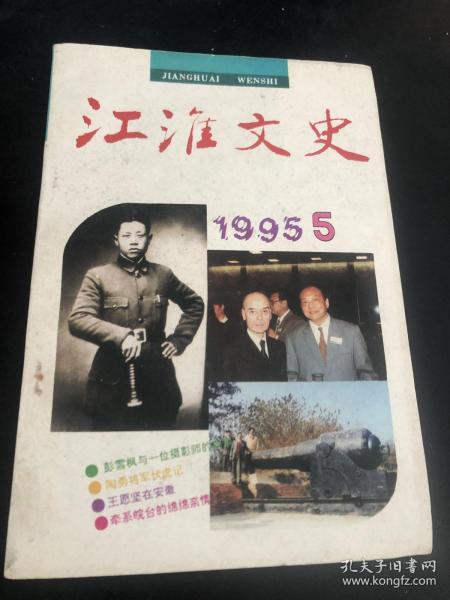 JIANGHUAI WENSHI
江淮文史
1995 5
彭雪枫与一位摄影师的
陶勇将军伏虎记
王愿坚在安徽
牵系皖台的绵绵亲情
孔夫子旧书网
www.kongfz.com